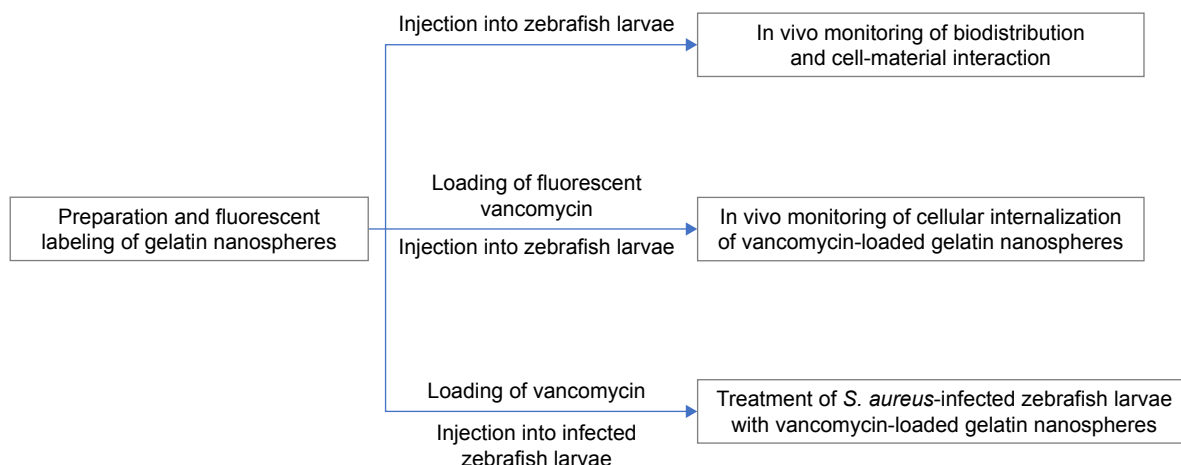 Injection into zebrafish larvae
In vivo monitoring of biodistribution
and cell-material interaction
Preparation and fluorescent
labeling of gelatin nanospheres
Loading of fluorescent
vancomycin
Injection into zebrafish larvae
In vivo monitoring of cellular internalization
of vancomycin-loaded gelatin nanospheres
Loading of vancomycin
Injection into infected
zebrafish larvae
Treatment of S. aureus-infected zebrafish larvae
with vancomycin-loaded gelatin nanospheres